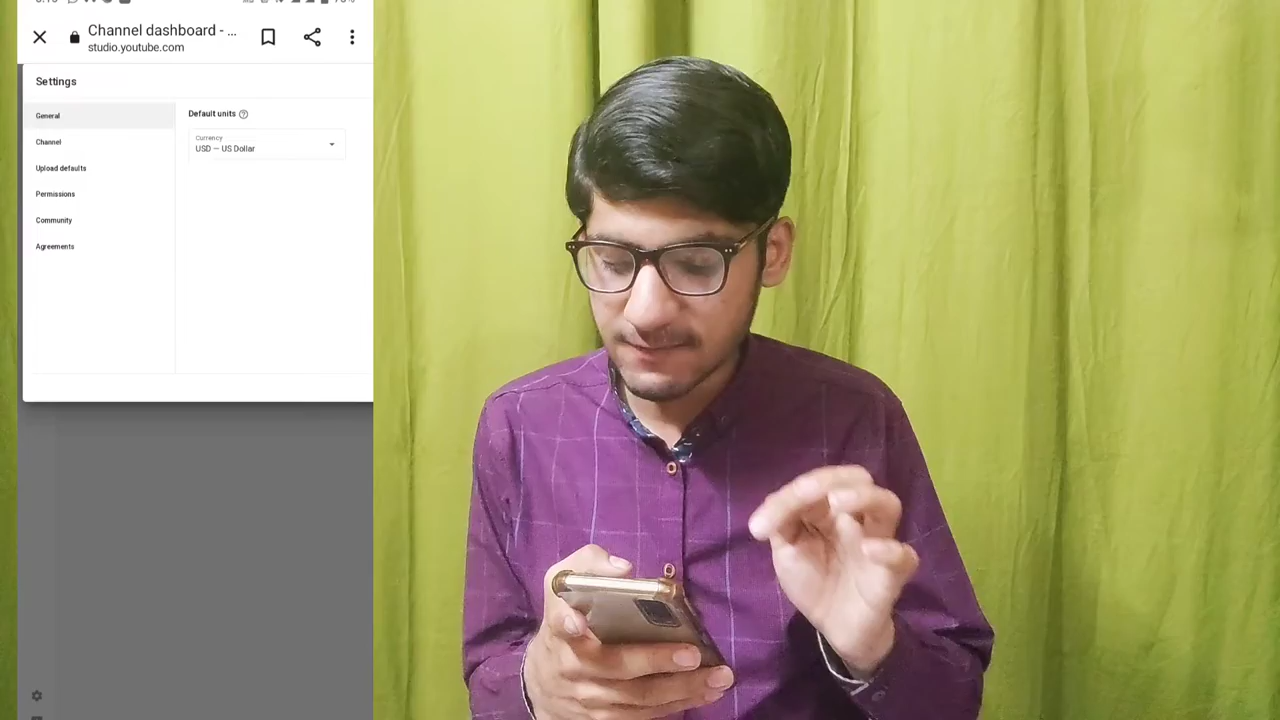 Channel dashboard - ...
studio.youtube.com
Settings
General
Default units
Currency
USD — US Dollar
Channel
Upload defaults
Permissions
Community
Agreements